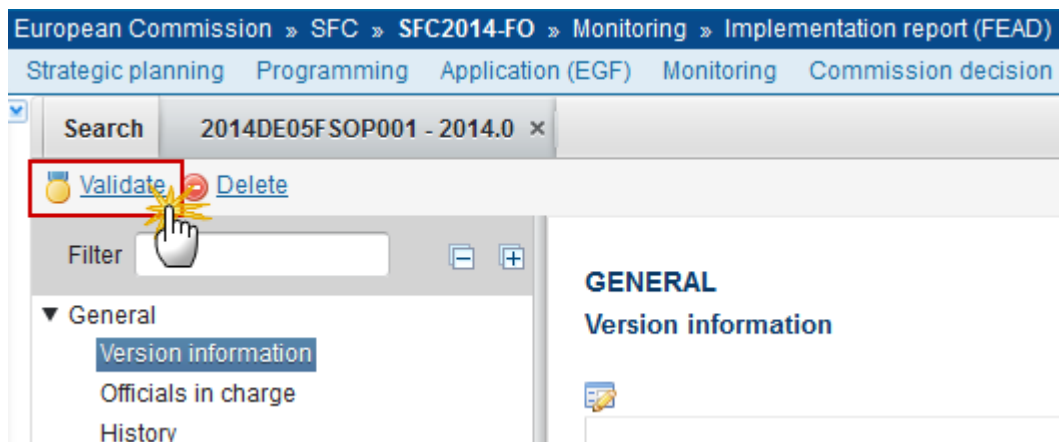 European Commission » SFC » SFC2014-FO » Monitoring » Implementation report (FEAD)
Strategic planning Programming Application (EGF) Monitoring Commission decision
Search 2014DE05FSOP001 - 2014.0 ×
Validate Delete
Filter
GENERAL
▼ General
Version information
Version information
Officials in charge
History